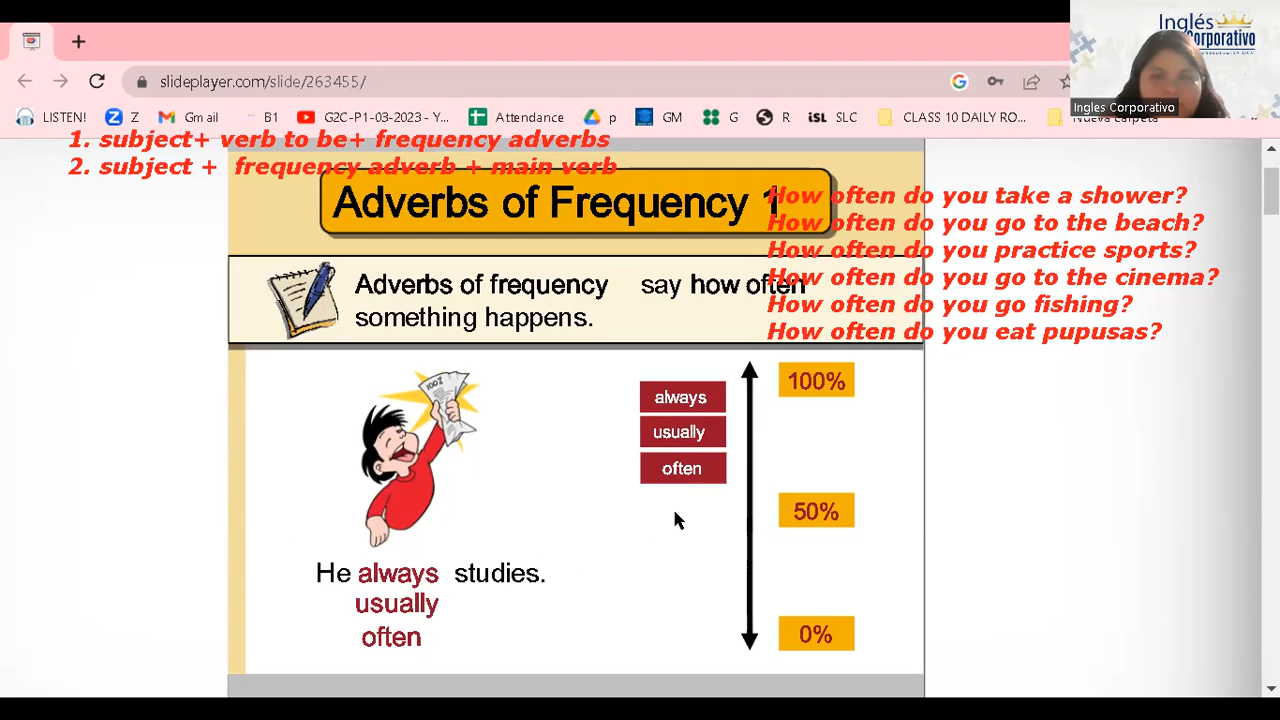 Inglés
Corporativo
slideplayer.com/slide/263455/
Ingles Corporativo
LISTEN!
Z
Gmail
B1
G2C-P1-03-2023 - Y...
Attendance
p
GM
G
R
iSL SLC
CLASS 10 DAILY RO...
Nueva carpeta
1. subject+ verb to be+ frequency adverbs
2. subject + frequency adverb + main verb
Adverbs of Frequency 1
How often do you take a shower?
How often do you go to the beach?
How often do you practice sports?
How often do you go to the cinema?
How often do you go fishing?
How often do you eat pupusas?
Adverbs of frequency say how often
something happens.
100%
always
usually
often
100%
50%
0%
He always studies.
usually
often